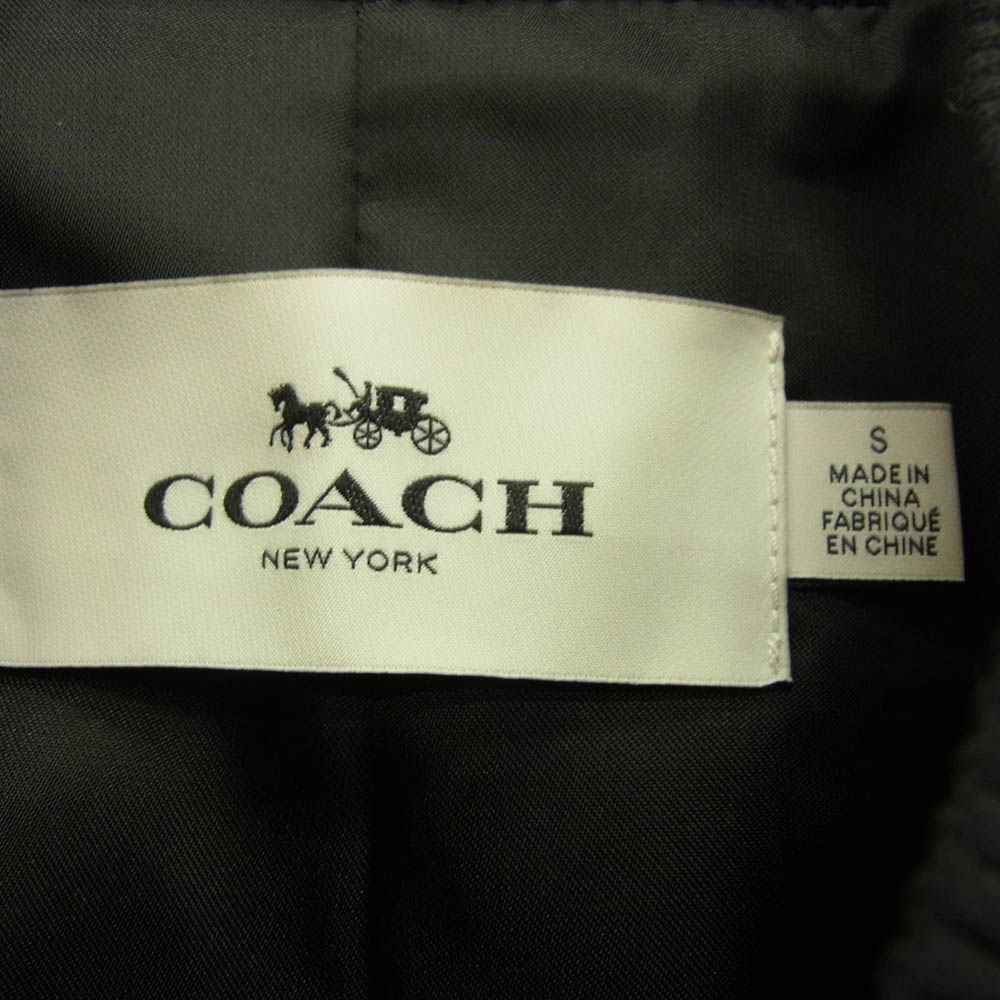 COACH
NEW YORK
S
MADE IN
CHINA
FABRIQUÉ
EN CHINE